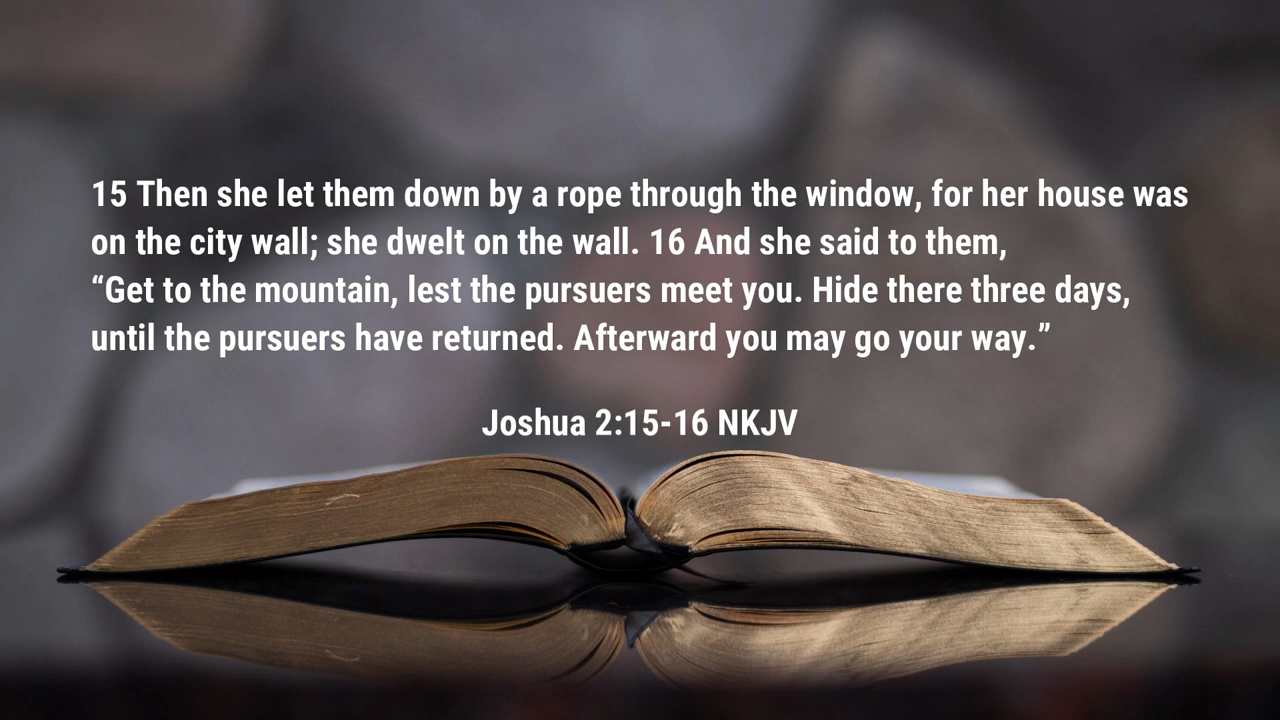 15 Then she let them down by a rope through the window, for her house was
on the city wall; she dwelt on the wall. 16 And she said to them,
“Get to the mountain, lest the pursuers meet you. Hide there three days,
until the pursuers have returned. Afterward you may go your way.”
Joshua 2:15-16 NKJV